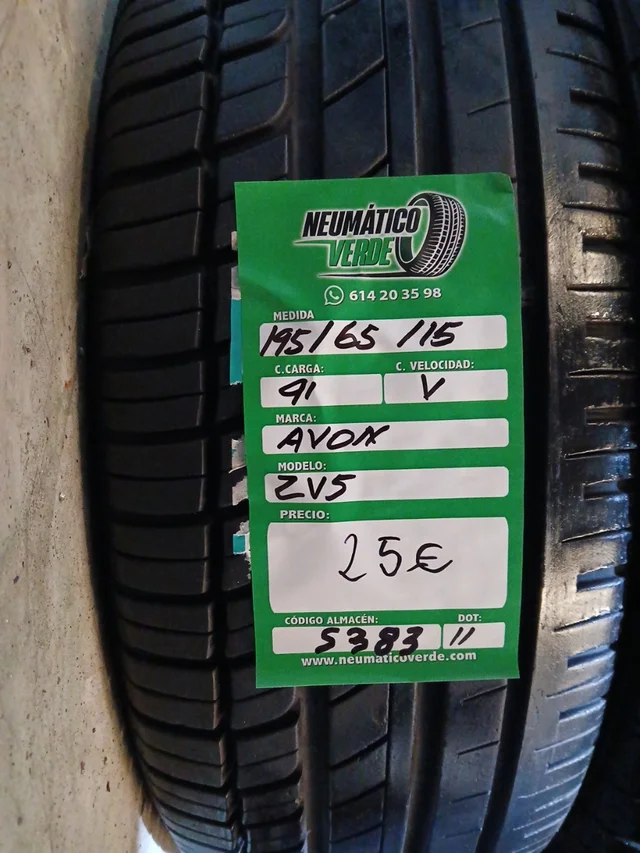 NEUMÁTICO
VERDE
614 20 35 98
MEDIDA
195/65/15
C.CARGA: C. VELOCIDAD:
91 V
MARCA:
AVON
MODELO:
ZV5
PRECIO:
25€
CÓDIGO ALMACÉN: DOT:
5383 11
www.neumaticoverde.com